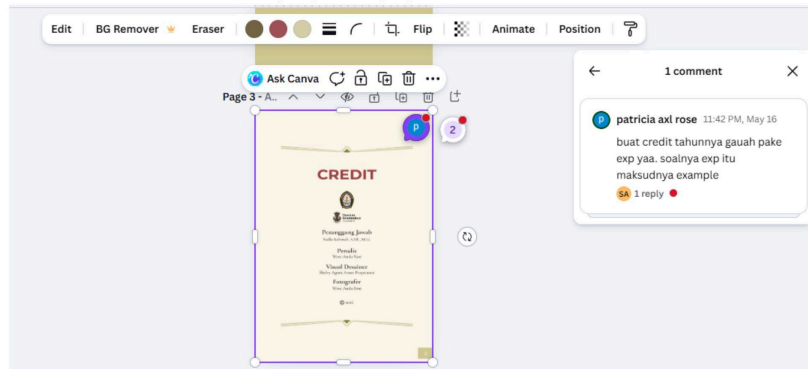 Edit BG Remover Eraser Flip Animate Position
Ask Canva
Page 3 - A..
1 comment
patricia axl rose 11:42 PM, May 16
buat credit tahunnya gauah pake
exp yaa. soalnya exp itu
maksudnya example
SA 1 reply
P
2
CREDIT
Penanggung Jawab
Penulis
Visual Desainer
Fotografer